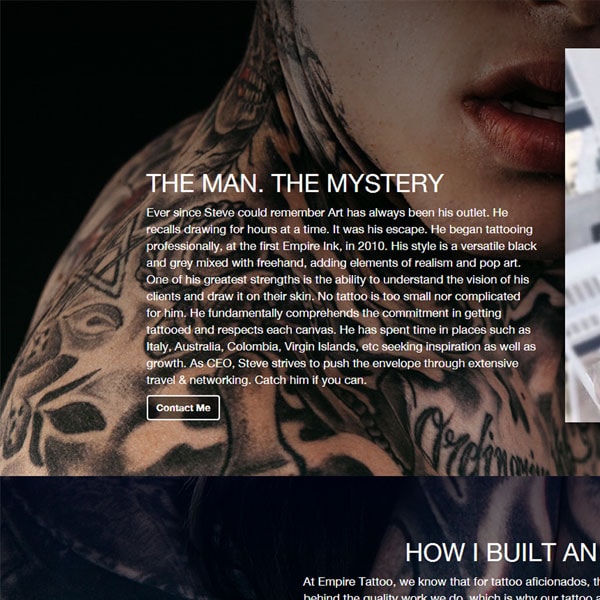 THE MAN. THE MYSTERY
Ever since Steve could remember Art has always been his outlet. He
recalls drawing for hours at a time. It was his escape. He began tattooing
professionally, at the first Empire Ink, in 2010. His style is a versatile black
and grey mixed with freehand, adding elements of realism and pop art.
One of his greatest strengths is the ability to understand the vision of his
clients and draw it on their skin. No tattoo is too small nor complicated
for him. He fundamentally comprehends the commitment in getting
tattooed and respects each canvas. He has spent time in places such as
Italy, Australia, Colombia, Virgin Islands, etc seeking inspiration as well as
growth. As CEO, Steve strives to push the envelope through extensive
travel & networking. Catch him if you can.
Contact Me
HOW I BUILT AN
At Empire Tattoo, we know that for tattoo aficionados,
behind the quality work we do, which is why our tattoo